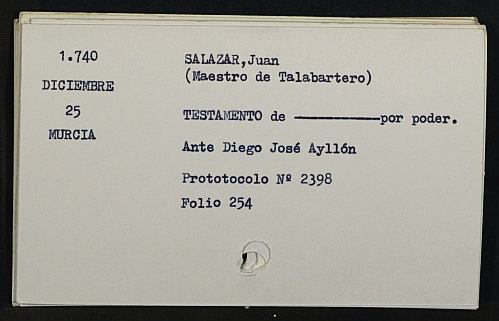 1.740
DICIEMBRE
25
MURCIA
SALAZAR,Juan
(Maestro de Talabartero)
TESTAMENTO de ——————por poder.
Ante Diego José Ayllón
Prototocolo Nº 2398
Folio 254